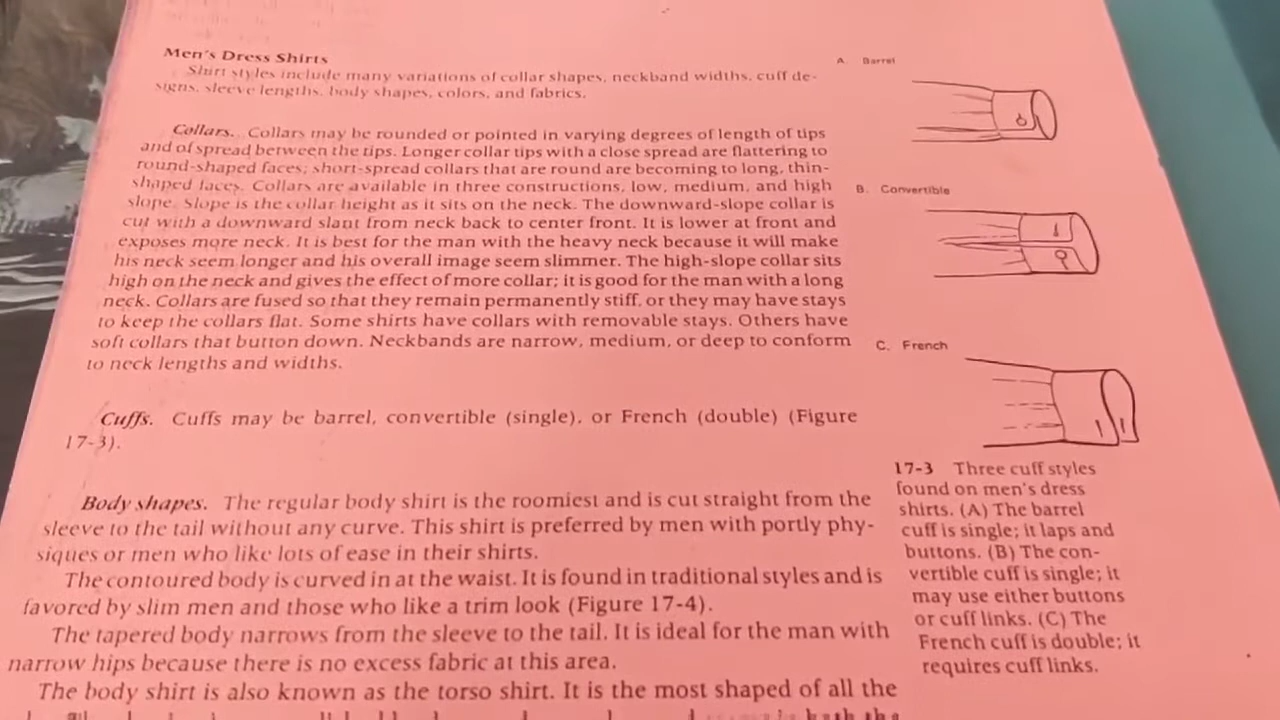 Men's Dress Shirts
Shirt styles include many variations of collar shapes, neckband widths, cuff de-
signs, sleeve lengths, body shapes, colors, and fabrics.
Collars. Collars may be rounded or pointed in varying degrees of length of tips
and of spread between the tips. Longer collar tips with a close spread are flattering to
round-shaped faces; short-spread collars that are round are becoming to long, thin-
shaped faces. Collars are available in three constructions, low, medium, and high
slope. Slope is the collar height as it sits on the neck. The downward-slope collar is
cut with a downward slant from neck back to center front. It is lower at front and
exposes more neck. It is best for the man with the heavy neck because it will make
his neck seem longer and his overall image seem slimmer. The high-slope collar sits
high on the neck and gives the effect of more collar; it is good for the man with a long
neck. Collars are fused so that they remain permanently stiff, or they may have stays
to keep the collars flat. Some shirts have collars with removable stays. Others have
soft collars that button down. Neckbands are narrow, medium, or deep to conform
to neck lengths and widths.
Cuffs. Cuffs may be barrel, convertible (single), or French (double) (Figure
17-3).
Body shapes. The regular body shirt is the roomiest and is cut straight from the
sleeve to the tail without any curve. This shirt is preferred by men with portly phy-
siques or men who like lots of ease in their shirts.
The contoured body is curved in at the waist. It is found in traditional styles and is
favored by slim men and those who like a trim look (Figure 17-4).
The tapered body narrows from the sleeve to the tail. It is ideal for the man with
narrow hips because there is no excess fabric at this area.
The body shirt is also known as the torso shirt. It is the most shaped of all the
A. Barrel
B. Convertible
C. French
17-3 Three cuff styles
found on men's dress
shirts. (A) The barrel
cuff is single; it laps and
buttons. (B) The con-
vertible cuff is single; it
may use either buttons
or cuff links. (C) The
French cuff is double; it
requires cuff links.